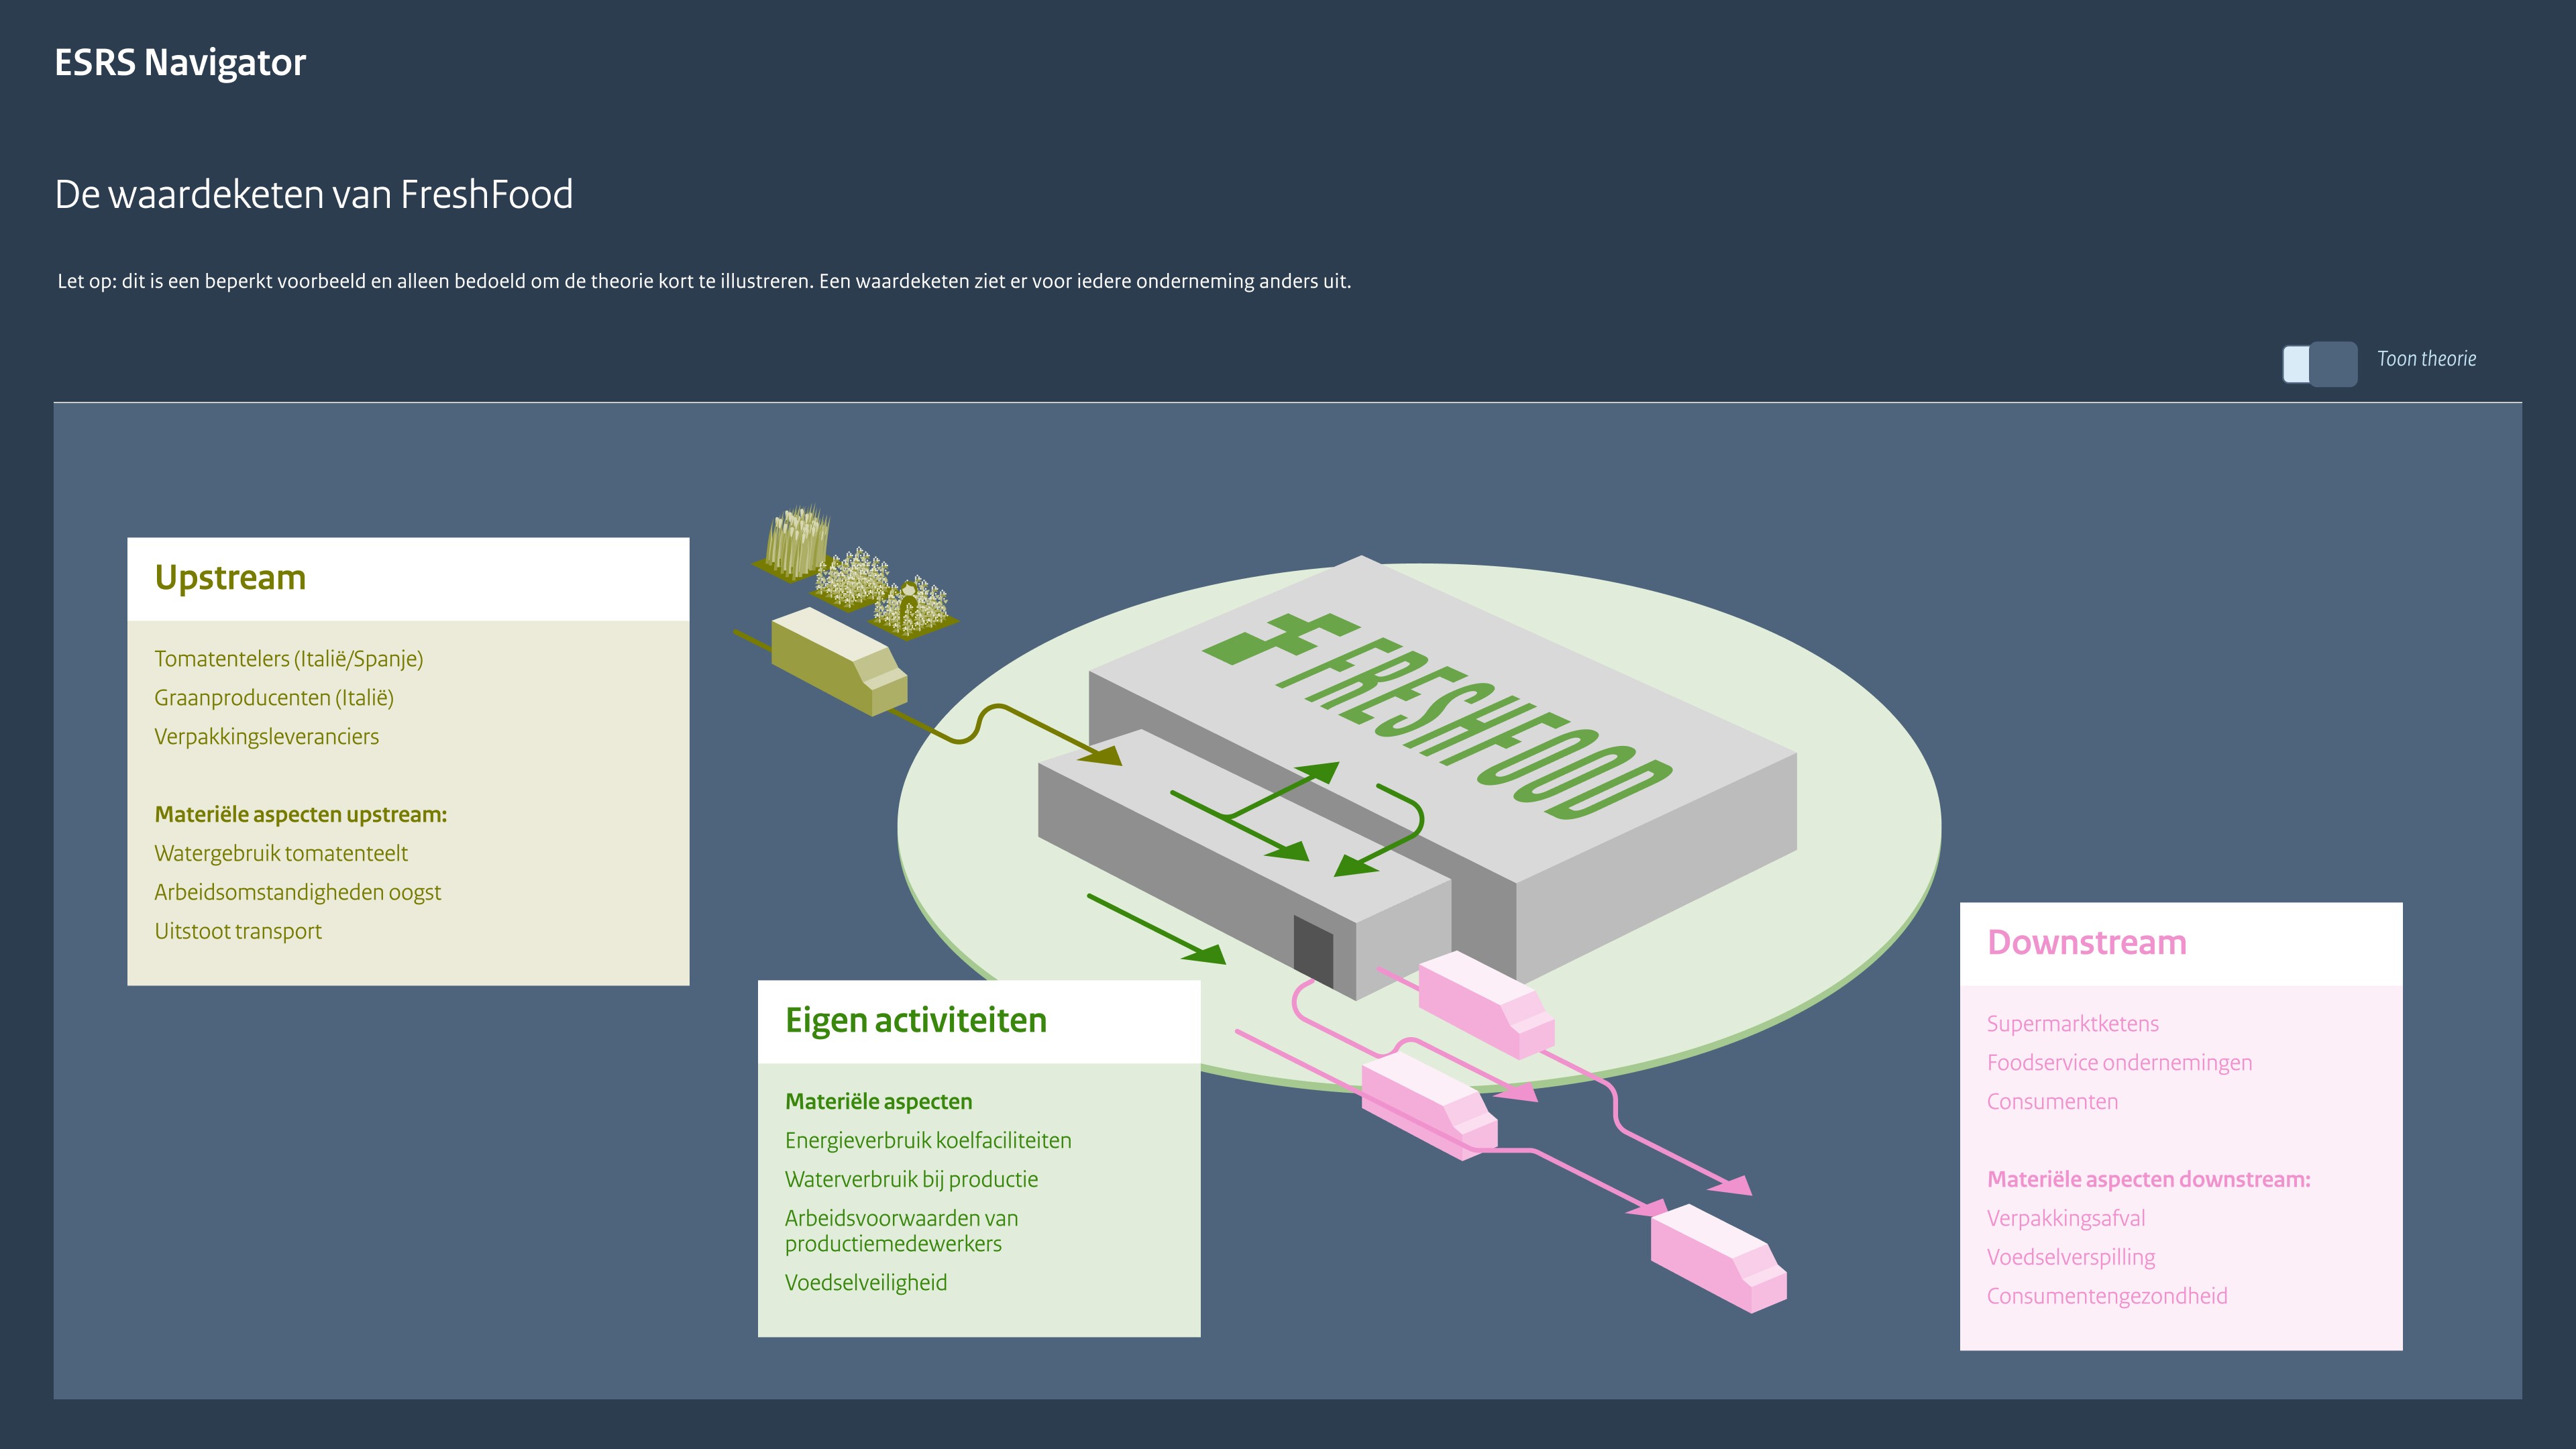 ESRS Navigator
De waardeketen van FreshFood
Let op: dit is een beperkt voorbeeld en alleen bedoeld om de theorie kort te illustreren. Een waardeketen ziet er voor iedere onderneming anders uit.
Toon theorie
Upstream
Tomatentelers (Italië/Spanje)
Graanproducenten (Italië)
Verpakkingsleveranciers
Materiële aspecten upstream:
Watergebruik tomatenteelt
Arbeidsomstandigheden oogst
Uitstoot transport
FRESHFOOD
Eigen activiteiten
Materiële aspecten
Energieverbruik koelfaciliteiten
Waterverbruik bij productie
Arbeidsvoorwaarden van
productiemedewerkers
Voedselveiligheid
Downstream
Supermarktketens
Foodservice ondernemingen
Consumenten
Materiële aspecten downstream:
Verpakkingsafval
Voedselverspilling
Consumentengezondheid